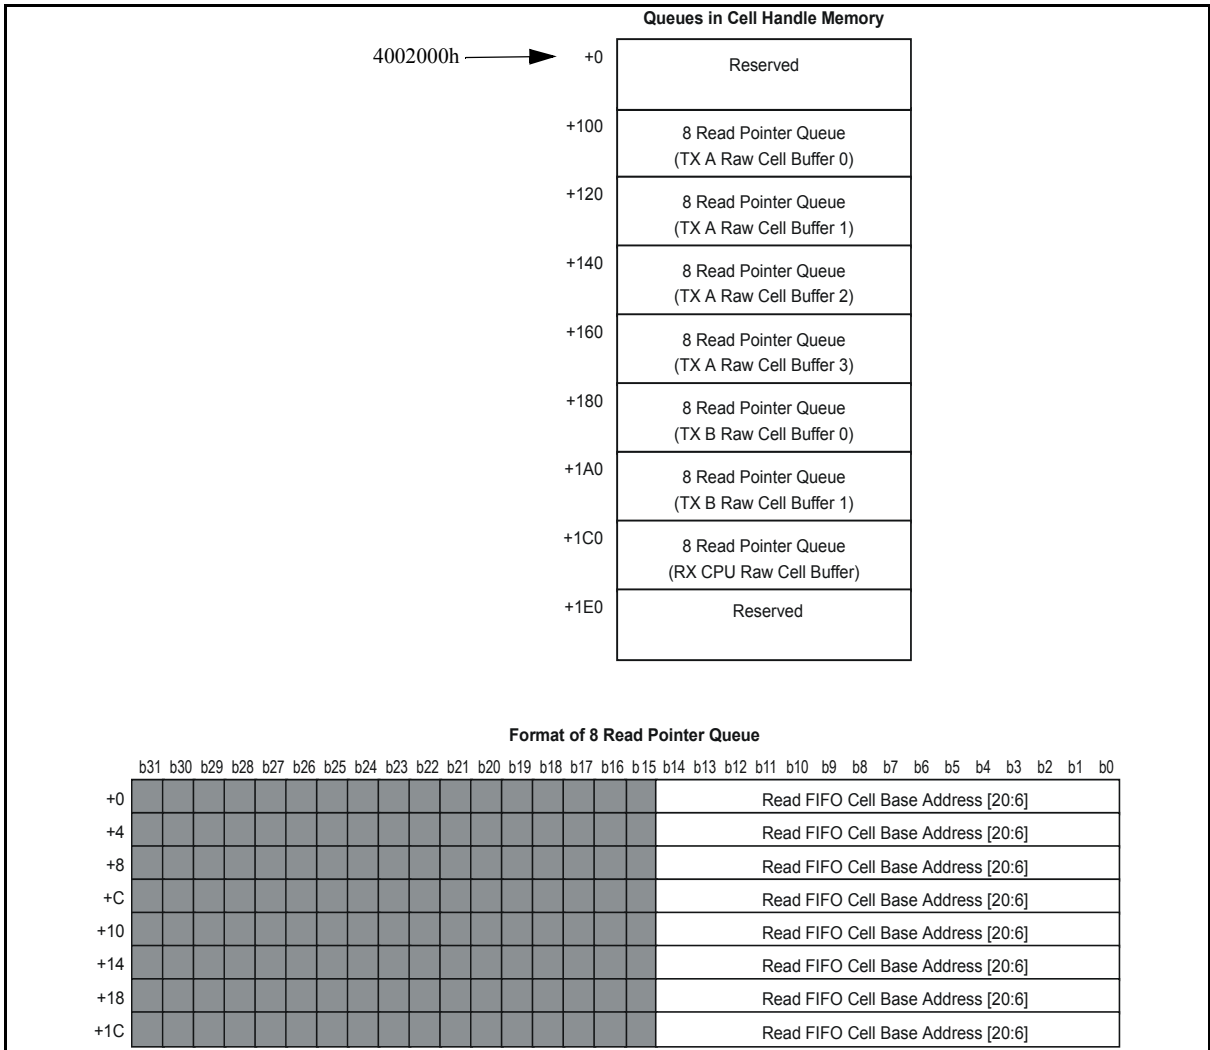 Queues in Cell Handle Memory
4002000h
+0
Reserved
+100
8 Read Pointer Queue
(TX A Raw Cell Buffer 0)
+120
8 Read Pointer Queue
(TX A Raw Cell Buffer 1)
+140
8 Read Pointer Queue
(TX A Raw Cell Buffer 2)
+160
8 Read Pointer Queue
(TX A Raw Cell Buffer 3)
+180
8 Read Pointer Queue
(TX B Raw Cell Buffer 0)
+1A0
8 Read Pointer Queue
(TX B Raw Cell Buffer 1)
+1C0
8 Read Pointer Queue
(RX CPU Raw Cell Buffer)
+1E0
Reserved
Format of 8 Read Pointer Queue
b31 b30 b29 b28 b27 b26 b25 b24 b23 b22 b21 b20 b19 b18 b17 b16 b15 b14 b13 b12 b11 b10 b9 b8 b7 b6 b5 b4 b3 b2 b1 b0
+0 Read FIFO Cell Base Address [20:6]
+4 Read FIFO Cell Base Address [20:6]
+8 Read FIFO Cell Base Address [20:6]
+C Read FIFO Cell Base Address [20:6]
+10 Read FIFO Cell Base Address [20:6]
+14 Read FIFO Cell Base Address [20:6]
+18 Read FIFO Cell Base Address [20:6]
+1C Read FIFO Cell Base Address [20:6]